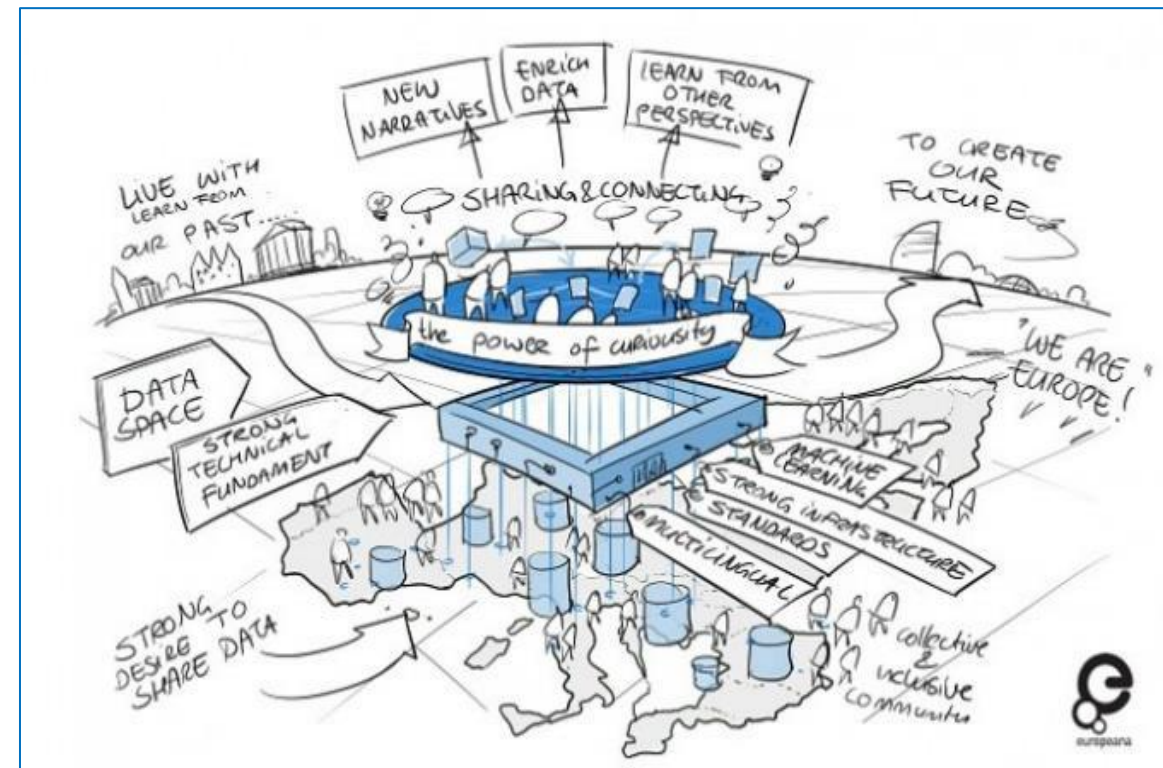 NEW
NARRATIVES
ENRICH
DATA
LEARN FROM
OTHER
PERSPECTIVES
LIVE WITH
LEARN FROM
OUR PAST....
SHARING & CONNECTING
TO CREATE
OUR
FUTURE
the power of curiousity
"WE ARE
EUROPE!"
DATA
SPACE
STRONG
TECHNICAL
FUNDAMENT
MACHINE
LEARNING
STRONG INFRASTRUCTURE
STANDARDS
MULTILINGUAL
STRONG
DESIRE TO
SHARE DATA
collective
&
inclusive
community
europeana